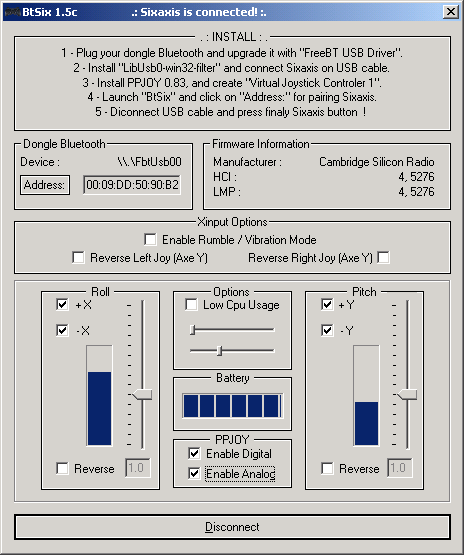 BtSix 1.5c .: Sixaxis is connected! :.
. : INSTALL : .
1 - Plug your dongle Bluetooth and upgrade it with "FreeBT USB Driver".
2 - Install "LibUsb0-win32-filter" and connect Sixaxis on USB cable.
3 - Install PPJOY 0.83, and create "Virtual Joystick Controler 1".
4 - Launch "BtSix" and click on "Address:" for pairing Sixaxis.
5 - Diconnect USB cable and press finaly Sixaxis button !
Dongle Bluetooth
Device : \\.\FbtUsb00
Address: 00:09:DD:50:90:B2
Firmware Information
Manufacturer : Cambridge Silicon Radio
HCI : 4, 5276
LMP : 4, 5276
Xinput Options
Enable Rumble / Vibration Mode
Reverse Left Joy (Axe Y) Reverse Right Joy (Axe Y)
Roll
+X
-X
Reverse 1.0
Options
Low Cpu Usage
Battery
PPJOY
Enable Digital
Enable Analog
Pitch
+Y
-Y
Reverse 1.0
Disconnect